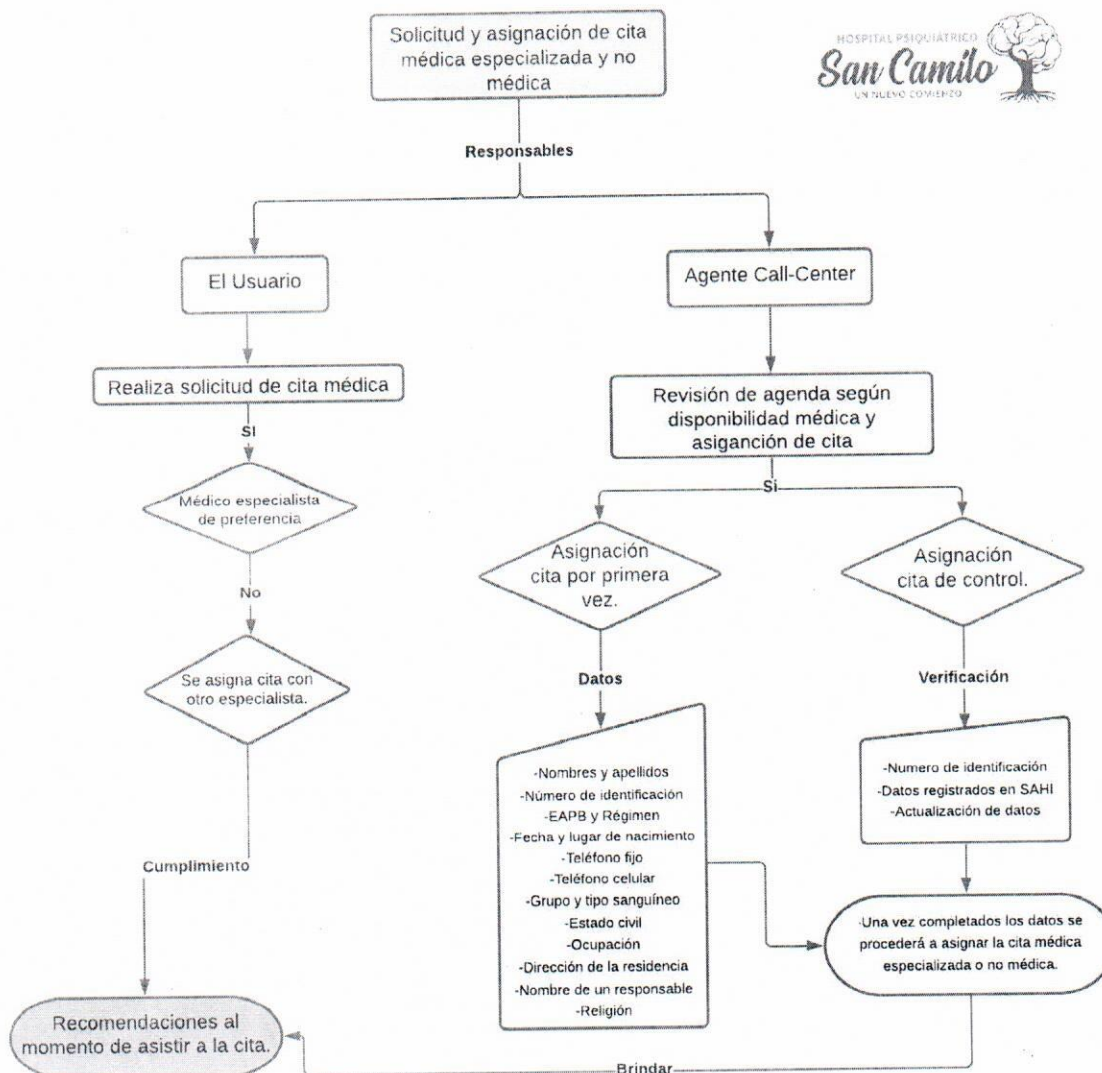 Solicitud y asignación de cita
médica especializada y no
médica
HOSPITAL PSIQUIÁTRICO
San Camilo
UN NUEVO COMIENZO
Responsables
El Usuario
Agente Call-Center
Realiza solicitud de cita médica
Revisión de agenda según
disponibilidad médica y
asiganción de cita
SI
Si
Médico especialista
de preferencia
Asignación
cita por primera
vez.
Asignación
cita de control.
No
Se asigna cita con
otro especialista.
Datos
Verificación
-Nombres y apellidos
-Número de identificación
-EAPB y Régimen
-Fecha y lugar de nacimiento
-Teléfono fijo
-Teléfono celular
-Grupo y tipo sanguíneo
-Estado civil
-Ocupación
-Dirección de la residencia
-Nombre de un responsable
-Religión
-Numero de identificación
-Datos registrados en SAHI
-Actualización de datos
Cumplimiento
-Una vez completados los datos se
procederá a asignar la cita médica
especializada o no médica.
Recomendaciones al
momento de asistir a la cita.
Brindar